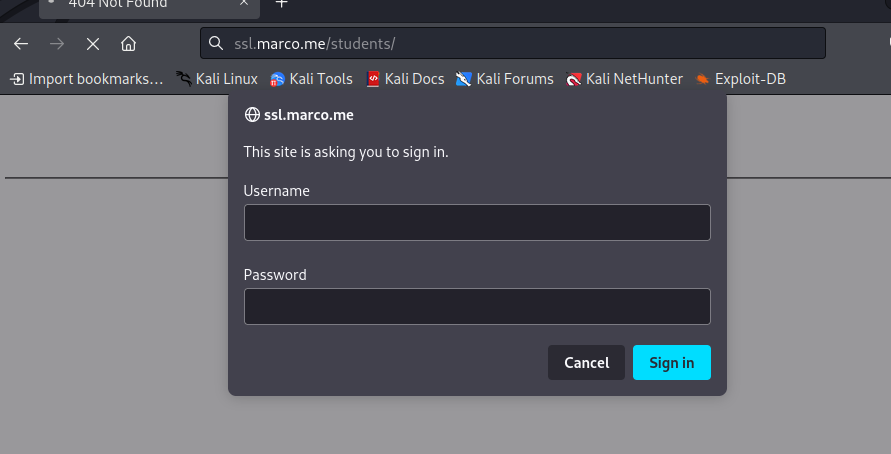 404 Not Found
ssl.marco.me/students/
Import bookmarks... Kali Linux Kali Tools Kali Docs Kali Forums Kali NetHunter Exploit-DB
ssl.marco.me
This site is asking you to sign in.
Username
Password
Cancel Sign in